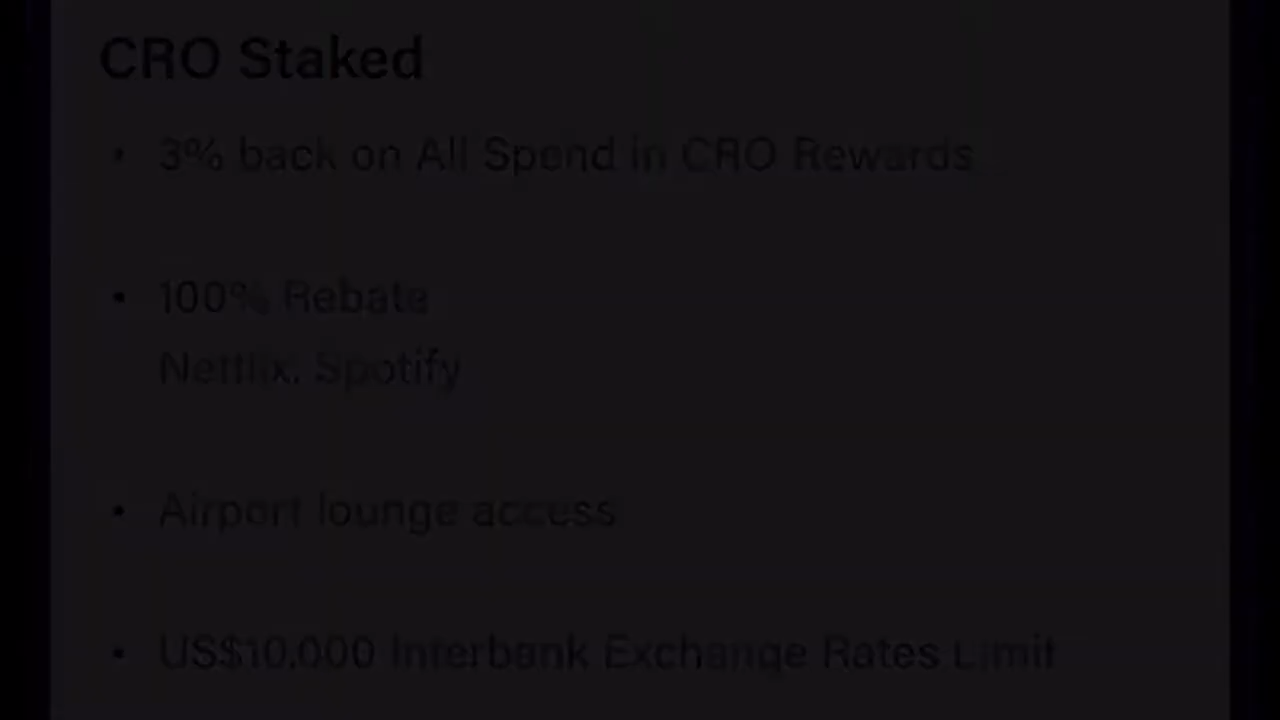 CRO Staked
• 3% back on All Spend in CRO Rewards
• 100% Rebate
Netflix, Spotify
• Airport lounge access
• US$10,000 Interbank Exchange Rates Limit